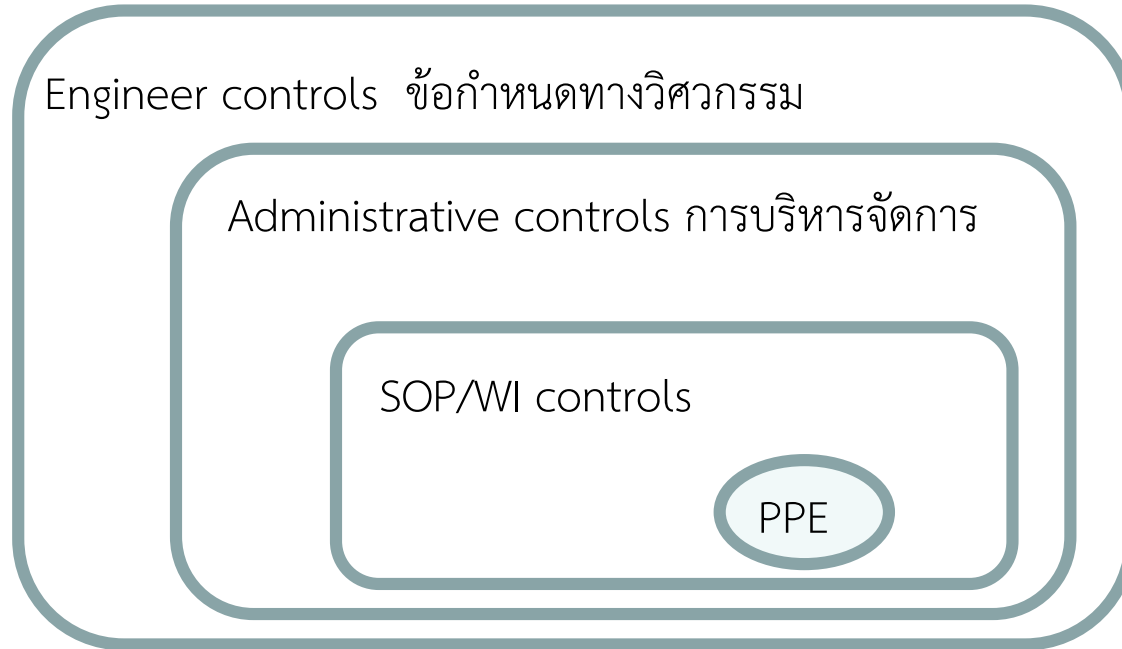 Engineer controls ข้อกำหนดทางวิศวกรรม
Administrative controls การบริหารจัดการ
SOP/WI controls
PPE